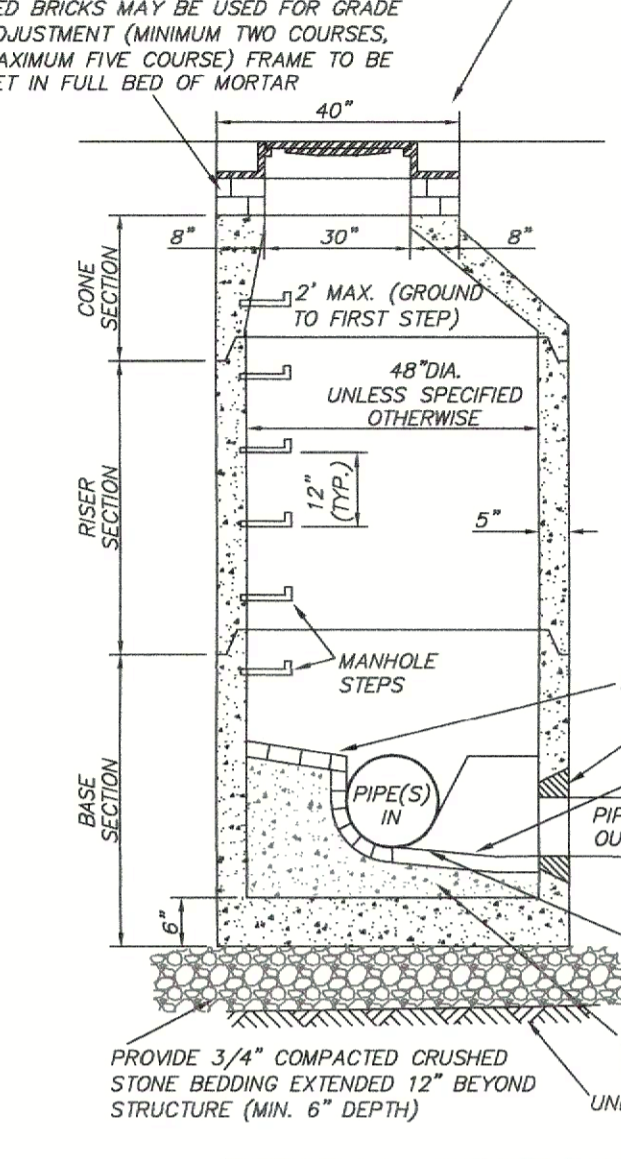 ED BRICKS MAY BE USED FOR GRADE
DJUSTMENT (MINIMUM TWO COURSES,
AXIMUM FIVE COURSE) FRAME TO BE
ET IN FULL BED OF MORTAR
40"
8"
30"
8"
CONE
SECTION
2' MAX. (GROUND
TO FIRST STEP)
48"DIA.
UNLESS SPECIFIED
OTHERWISE
12"
(TYP.)
RISER
SECTION
5"
MANHOLE
STEPS
BASE
SECTION
PIPE(S)
IN
PIP
OU
6"
PROVIDE 3/4" COMPACTED CRUSHED
STONE BEDDING EXTENDED 12" BEYOND
STRUCTURE (MIN. 6" DEPTH)
UN